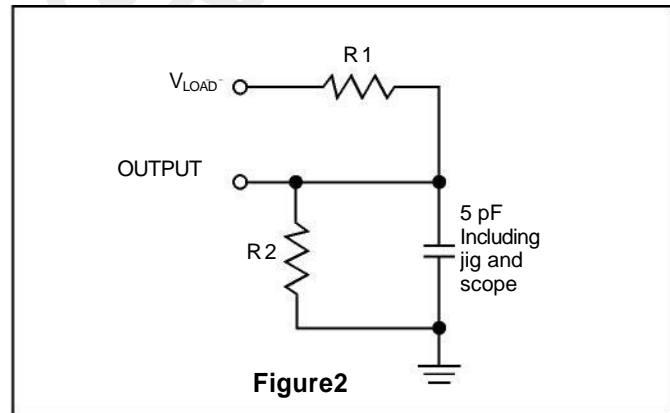 R1
VLOAD
OUTPUT
5 pF
Including
jig and
scope
R2
Figure2